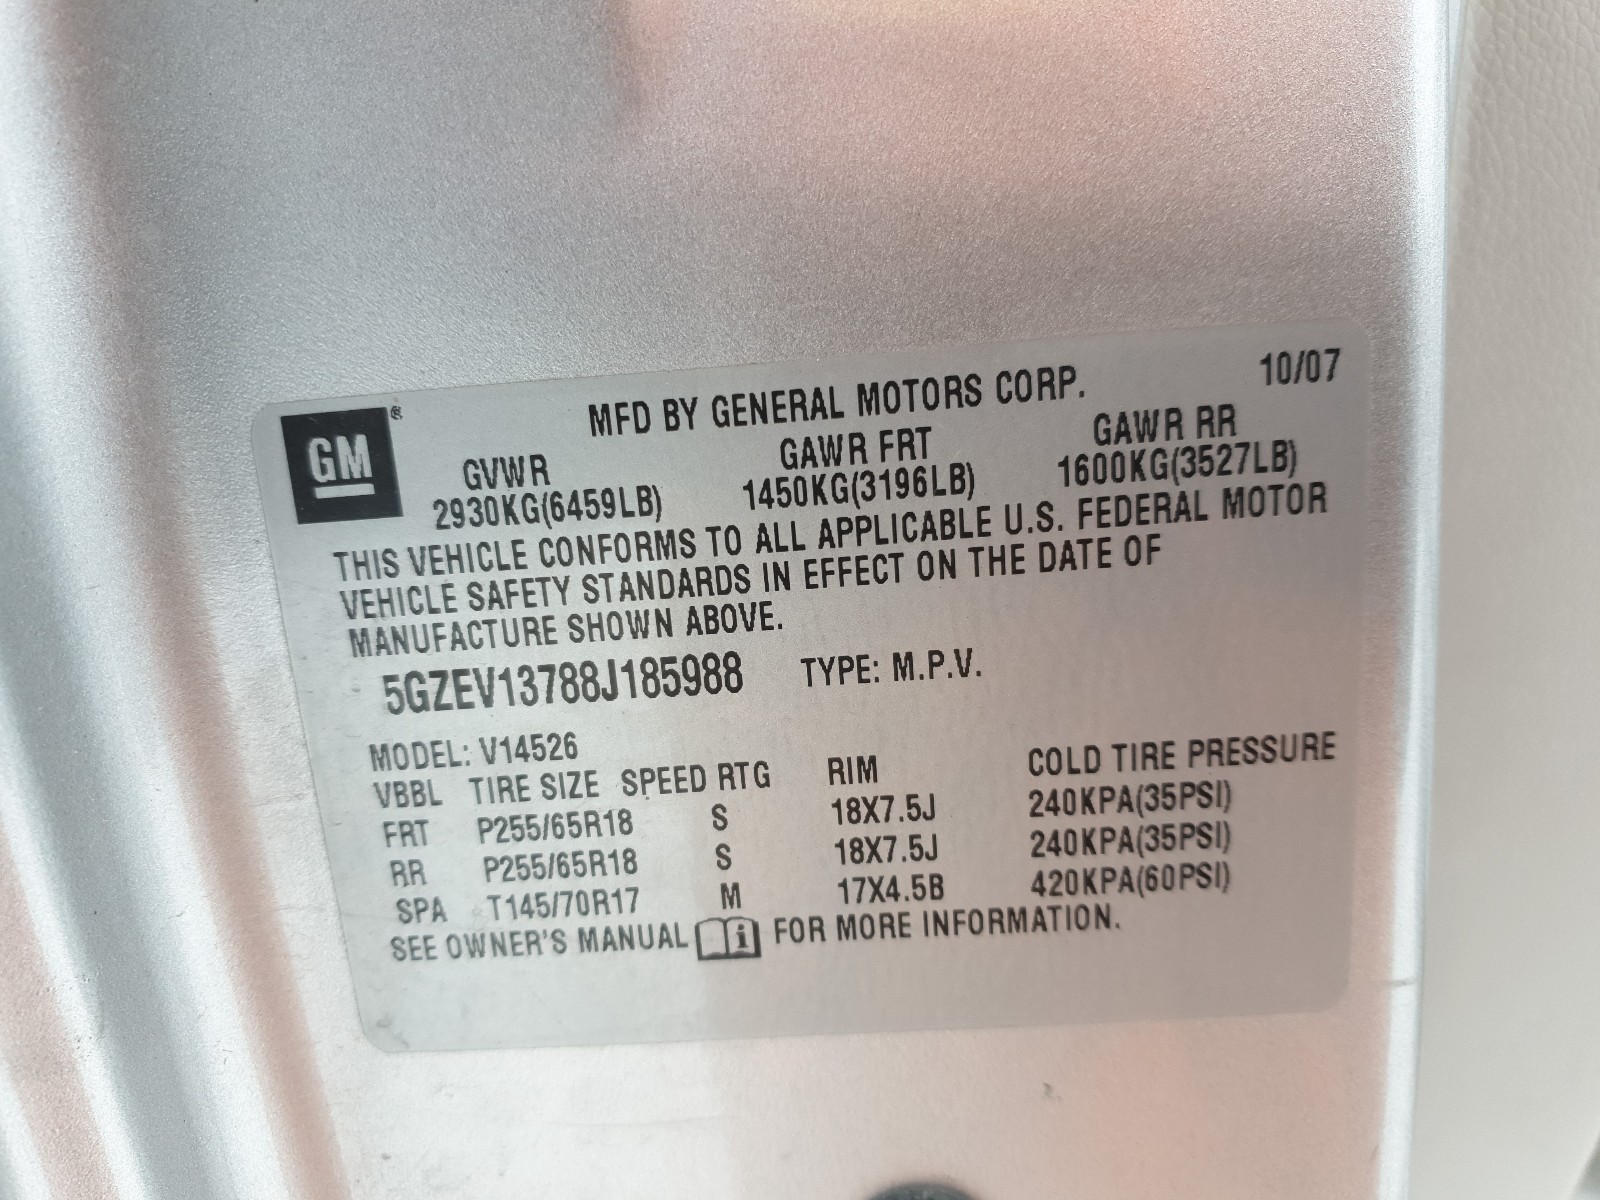 GM®
MFD BY GENERAL MOTORS CORP. 10/07
GVWR GAWR FRT GAWR RR
2930KG(6459LB) 1450KG(3196LB) 1600KG(3527LB)
THIS VEHICLE CONFORMS TO ALL APPLICABLE U.S. FEDERAL MOTOR
VEHICLE SAFETY STANDARDS IN EFFECT ON THE DATE OF
MANUFACTURE SHOWN ABOVE.
5GZEV13788J185988 TYPE: M.P.V.
MODEL: V14526
VBBL TIRE SIZE SPEED RTG RIM COLD TIRE PRESSURE
FRT P255/65R18 S 18X7.5J 240KPA(35PSI)
RR P255/65R18 S 18X7.5J 240KPA(35PSI)
SPA T145/70R17 M 17X4.5B 420KPA(60PSI)
SEE OWNER'S MANUAL i FOR MORE INFORMATION.